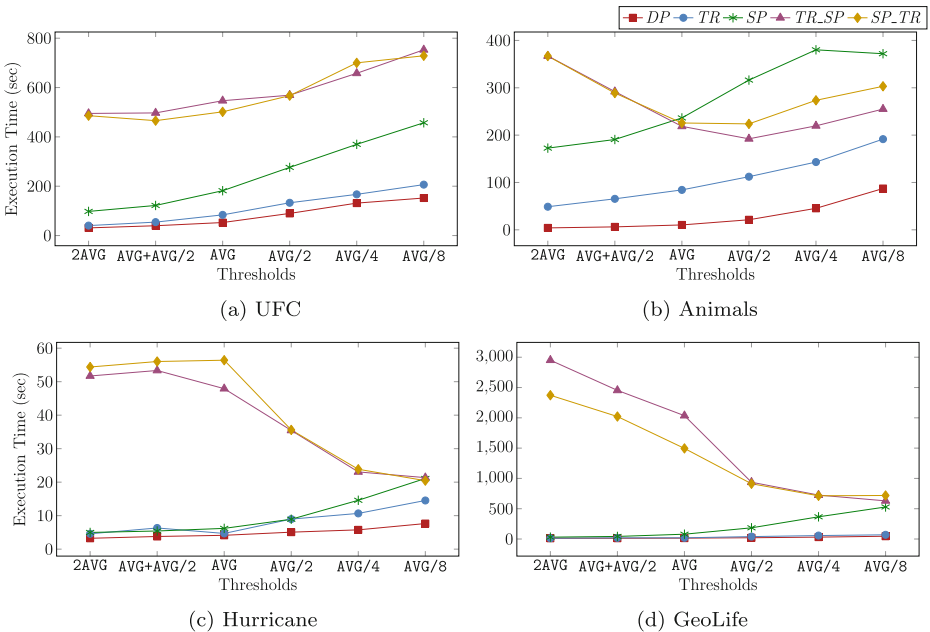 DP TR SP TR_SP SP_TR
800
600
400
200
0
Execution Time (sec)
2AVG AVG+AVG/2 AVG AVG/2 AVG/4 AVG/8
Thresholds
(a) UFC
400
300
200
100
0
2AVG AVG+AVG/2 AVG AVG/2 AVG/4 AVG/8
Thresholds
(b) Animals
60
50
40
30
20
10
0
Execution Time (sec)
2AVG AVG+AVG/2 AVG AVG/2 AVG/4 AVG/8
Thresholds
(c) Hurricane
3,000
2,500
2,000
1,500
1,000
500
0
2AVG AVG+AVG/2 AVG AVG/2 AVG/4 AVG/8
Thresholds
(d) GeoLife